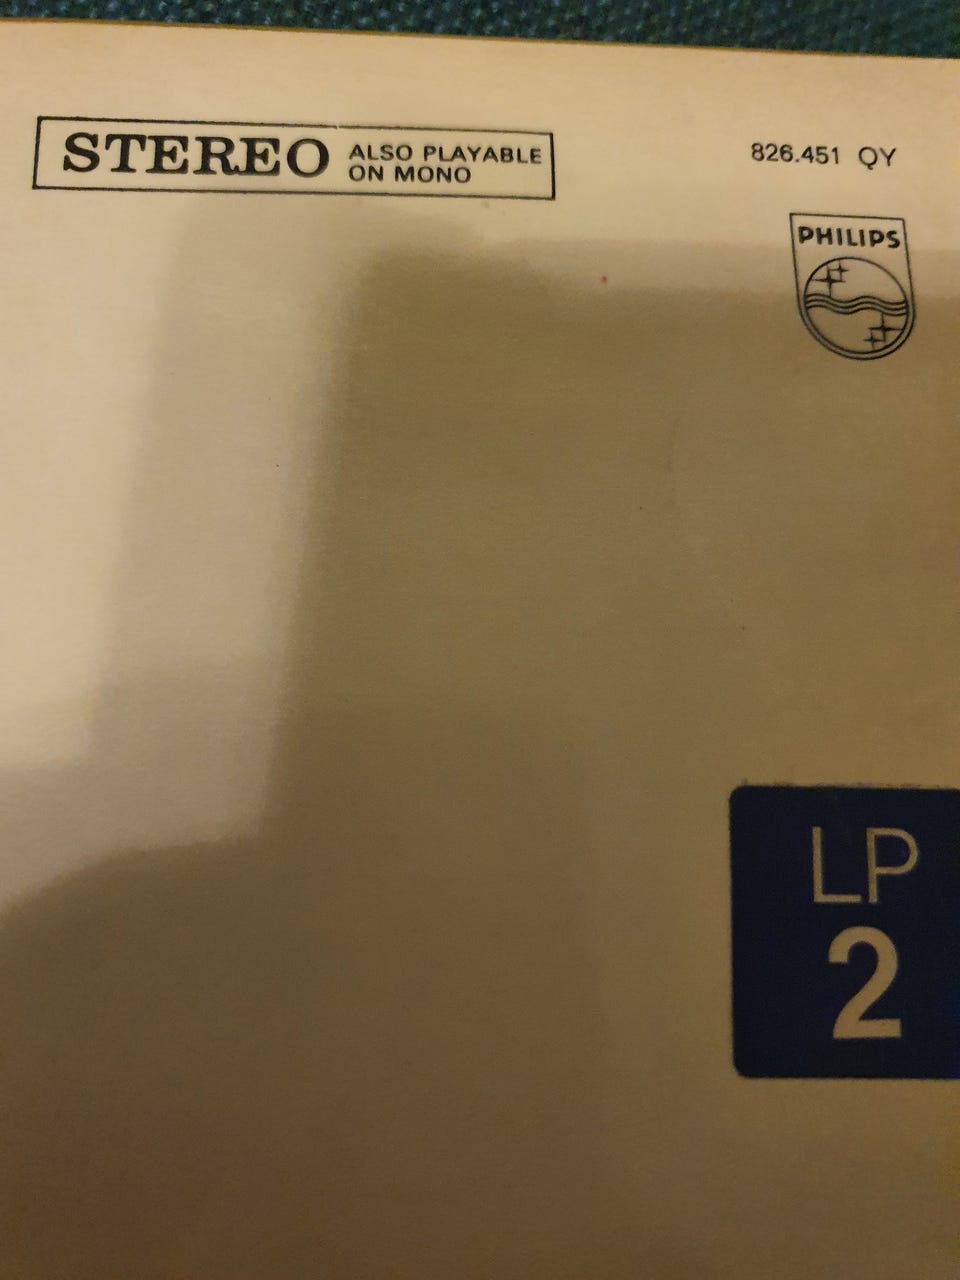 STEREO ALSO PLAYABLE
ON MONO
826.451 QY
PHILIPS
LP
2